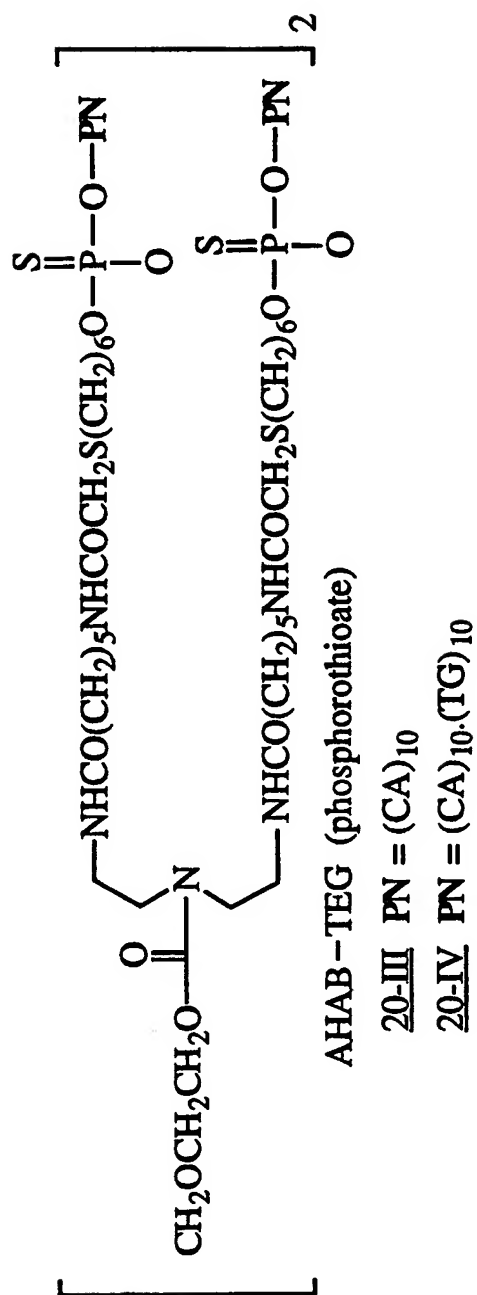 S
NHCO(CH2)5NHCOCH2S(CH2)6O—P—O—PN
O
2
O
CH2OCH2CH2O
N
S
NHCO(CH2)5NHCOCH2S(CH2)6O—P—O—PN
O
AHAB–TEG (phosphorothioate)
20-III PN = (CA)10
20-IV PN = (CA)10·(TG)10